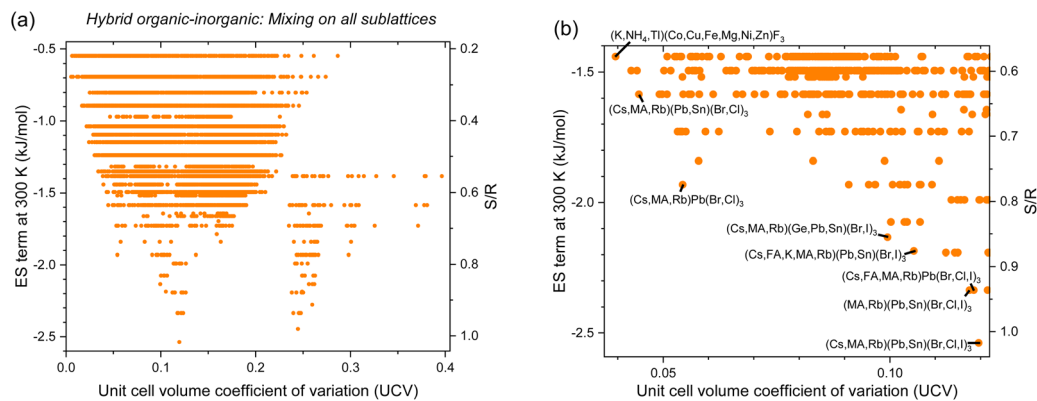 (a)
Hybrid organic-inorganic: Mixing on all sublattices
-0.5
-1.0
-1.5
-2.0
-2.5
ES term at 300 K (kJ/mol)
0.0
0.1
0.2
0.3
0.4
Unit cell volume coefficient of variation (UCV)
0.2
0.4
0.6
0.8
1.0
S/R
(b)
(K,NH4,Tl)(Co,Cu,Fe,Mg,Ni,Zn)F3
(Cs,MA,Rb)(Pb,Sn)(Br,Cl)3
(Cs,MA,Rb)Pb(Br,Cl)3
(Cs,MA,Rb)(Ge,Pb,Sn)(Br,I)3
(Cs,FA,K,MA,Rb)(Pb,Sn)(Br,I)3
(Cs,FA,MA,Rb)Pb(Br,Cl,I)3
(MA,Rb)(Pb,Sn)(Br,Cl,I)3
(Cs,MA,Rb)(Pb,Sn)(Br,Cl,I)3
-1.5
-2.0
-2.5
ES term at 300 K (kJ/mol)
0.05
0.10
Unit cell volume coefficient of variation (UCV)
0.6
0.7
0.8
0.9
1.0
S/R